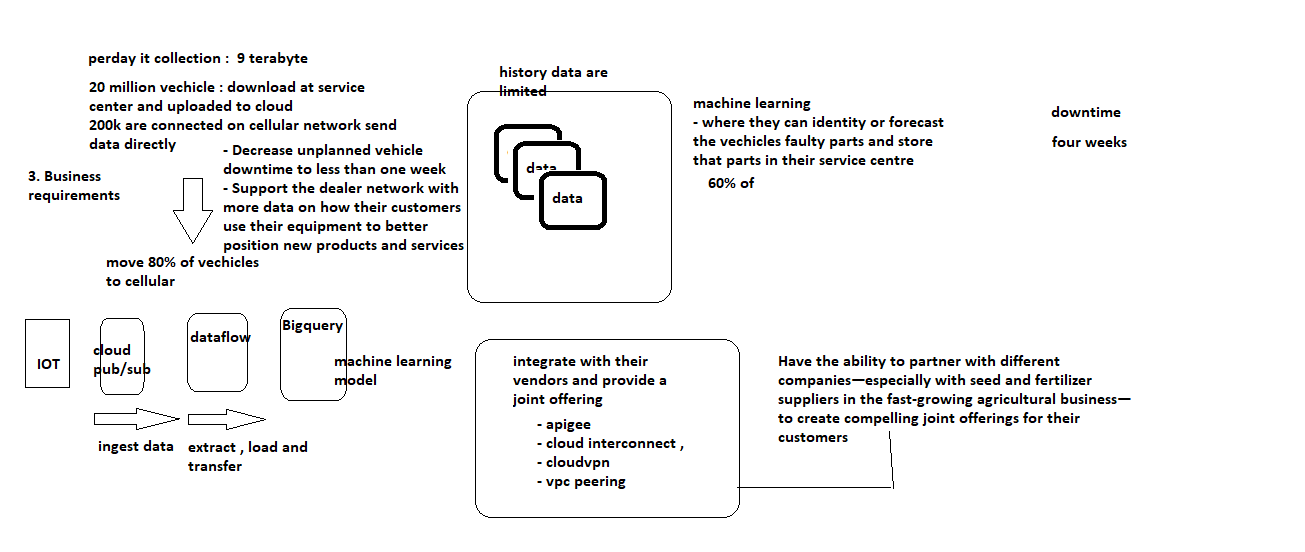 perday it collection :  9 terabyte
20 million vechicle : download at service
center and uploaded to cloud
200k are connected on cellular network send
data directly
- Decrease unplanned vehicle
downtime to less than one week
- Support the dealer network with
more data on how their customers
use their equipment to better
position new products and services
3. Business
requirements
move 80% of vechicles
to cellular
history data are
limited
data
data
machine learning
- where they can identity or forecast
the vechicles faulty parts and store
that parts in their service centre
60% of
downtime
four weeks
IOT
cloud
pub/sub
dataflow
Bigquery
machine learning
model
ingest data
extract , load and
transfer
integrate with their
vendors and provide a
joint offering
- apigee
- cloud interconnect ,
- cloudvpn
- vpc peering
Have the ability to partner with different
companies—especially with seed and fertilizer
suppliers in the fast-growing agricultural business—
to create compelling joint offerings for their
customers